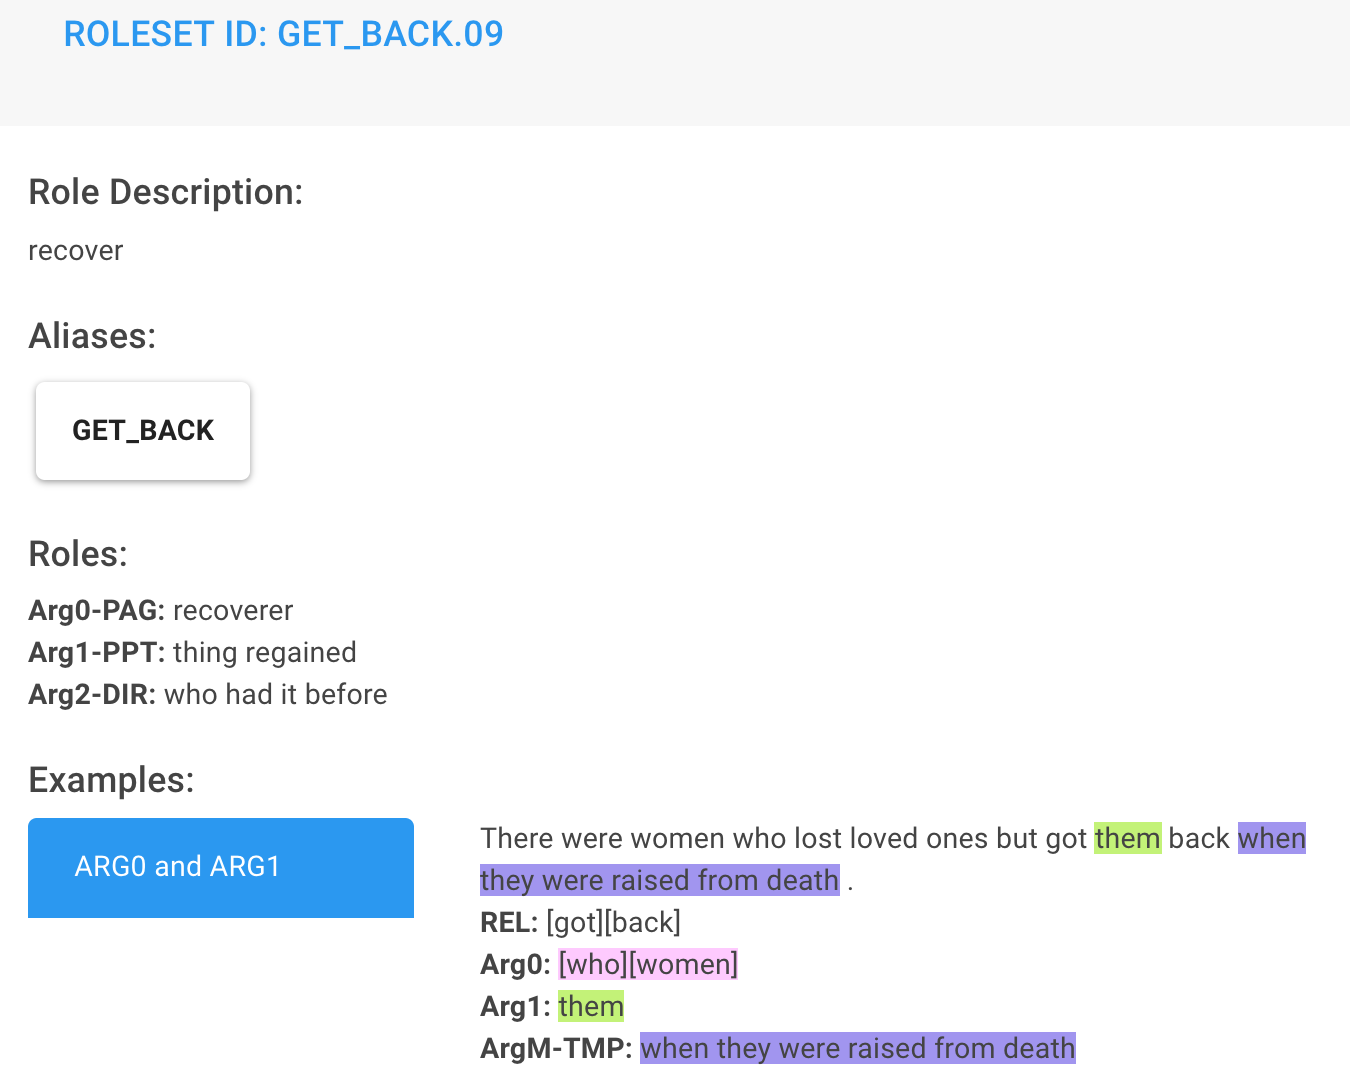 ROLESET ID: GET_BACK.09
Role Description:
recover
Aliases:
GET_BACK
Roles:
Arg0-PAG: recoverer
Arg1-PPT: thing regained
Arg2-DIR: who had it before
Examples:
ARG0 and ARG1
There were women who lost loved ones but got them back when
they were raised from death .
REL: [got][back]
Arg0: [who][women]
Arg1: them
ArgM-TMP: when they were raised from death